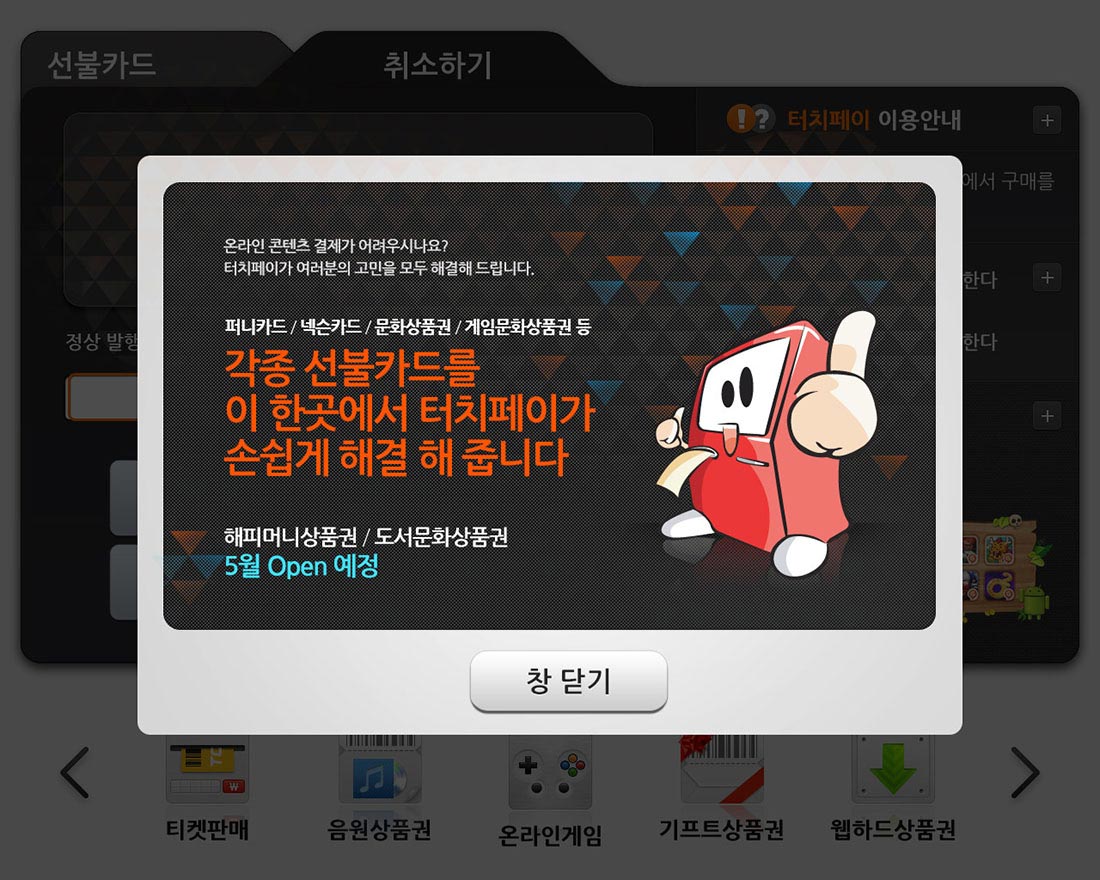 선불카드
취소하기
터치페이 이용안내
에서 구매를
한다
한다
정상 발행
온라인 콘텐츠 결제가 어려우시나요?
터치페이가 여러분의 고민을 모두 해결해 드립니다.
퍼니카드 / 넥슨카드 / 문화상품권 / 게임문화상품권 등
각종 선불카드를
이 한곳에서 터치페이가
손쉽게 해결 해 줍니다
해피머니상품권 / 도서문화상품권
5월 Open 예정
창 닫기
티켓판매
음원상품권
온라인게임
기프트상품권
웹하드상품권